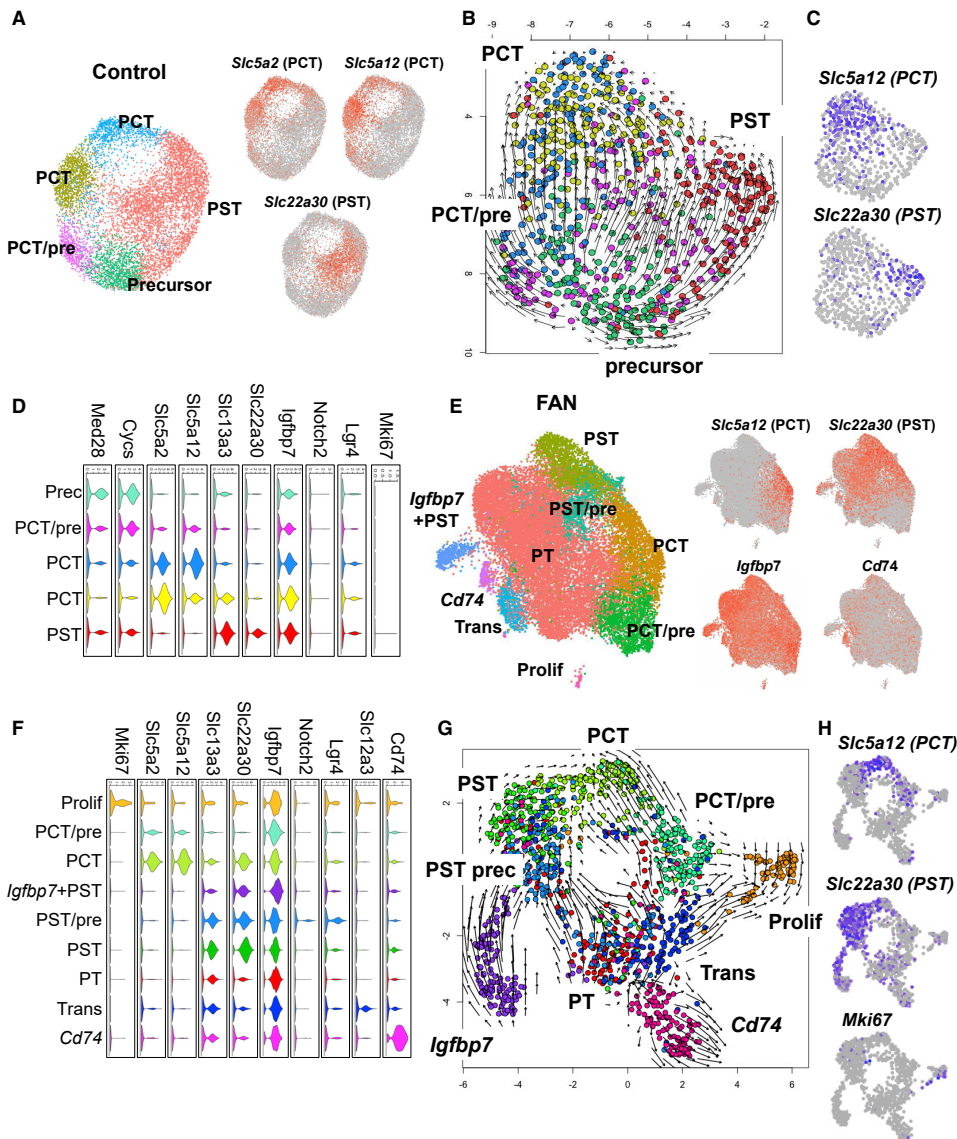 A
Control
PCT
PCT
PST
PCT/pre
Precursor
Slc5a2 (PCT)
Slc5a12 (PCT)
Slc22a30 (PST)
B
-9 -8 -7 -6 -5 -4 -3 -2
PCT
PST
PCT/pre
precursor
4
6
8
10
C
Slc5a12 (PCT)
Slc22a30 (PST)
D
Med28
Cycs
Slc5a2
Slc5a12
Slc13a3
Slc22a30
Igfbp7
Notch2
Lgr4
Mki67
Prec
PCT/pre
PCT
PCT
PST
E
FAN
PST
Igfbp7
+PST
PST/pre
PT
PCT
Cd74
Trans
PCT/pre
Prolif
Slc5a12 (PCT)
Slc22a30 (PST)
Igfbp7
Cd74
F
Mki67
Slc5a2
Slc5a12
Slc13a3
Slc22a30
Igfbp7
Notch2
Lgr4
Slc12a3
Cd74
Prolif
PCT/pre
PCT
Igfbp7+PST
PST/pre
PST
PT
Trans
Cd74
G
PCT
PST
PCT/pre
PST prec
Prolif
Trans
PT
Cd74
Igfbp7
2
0
-2
-4
-6 -4 -2 0 2 4 6
H
Slc5a12 (PCT)
Slc22a30 (PST)
Mki67